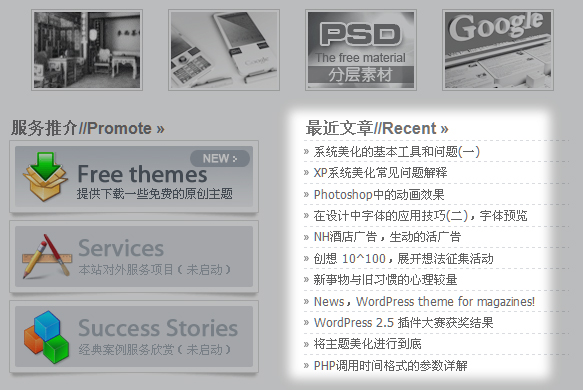 PSD
The free material
分层素材
Google
服务推介//Promote »
最近文章//Recent »
NEW >
Free themes
提供下载一些免费的原创主题
Services
本站对外服务项目（未启动）
Success Stories
经典案例服务欣赏（未启动）
» 系统美化的基本工具和问题(一)
» XP系统美化常见问题解释
» Photoshop中的动画效果
» 在设计中字体的应用技巧(二)，字体预览
» NH酒店广告，生动的活广告
» 创想 10^100，展开想法征集活动
» 新事物与旧习惯的心理较量
» News，WordPress theme for magazines!
» WordPress 2.5 插件大赛获奖结果
» 将主题美化进行到底
» PHP调用时间格式的参数详解